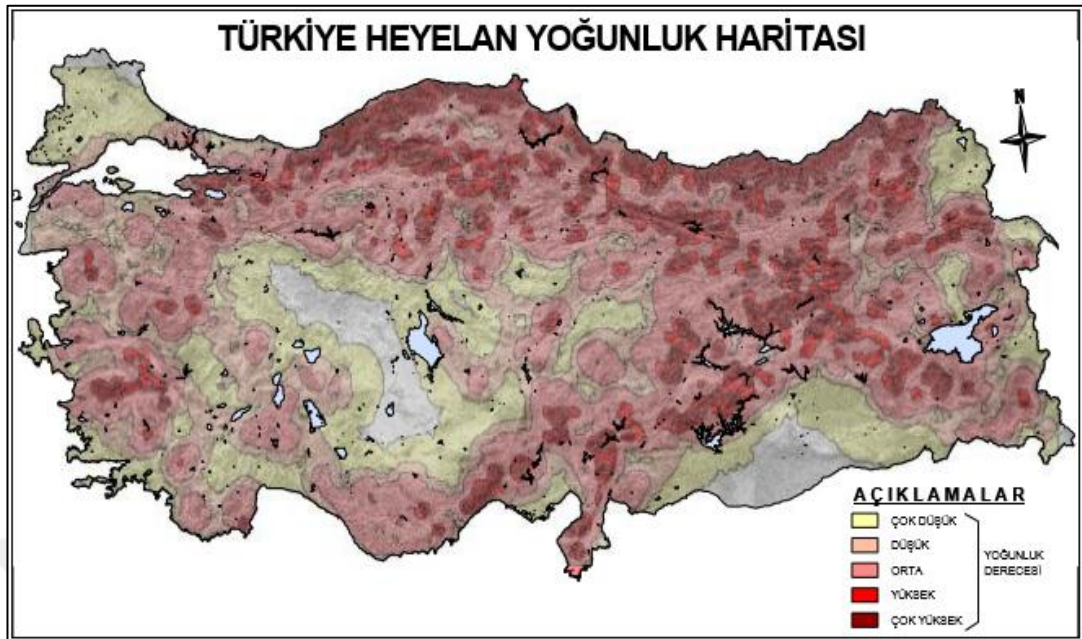 TÜRKİYE HEYELAN YOĞUNLUK HARİTASI
N
AÇIKLAMALAR
ÇOK DÜŞÜK
DÜŞÜK
ORTA
YÜKSEK
ÇOK YÜKSEK
YOĞUNLUK
DERECESİ